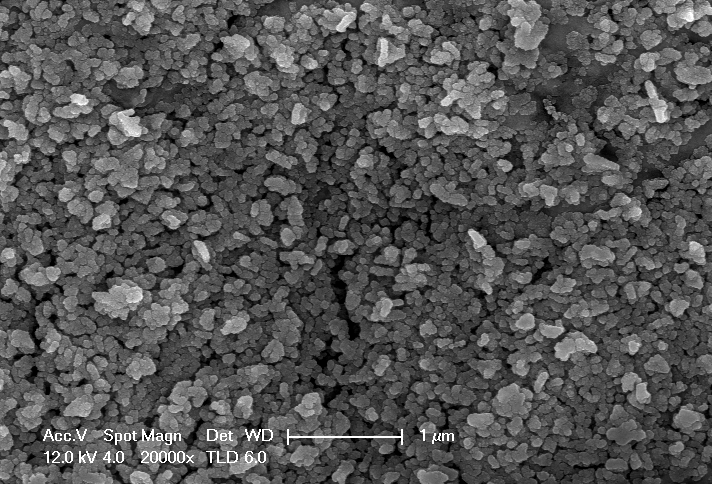 Acc.V Spot Magn Det WD 1 µm
12.0 kV 4.0 20000x TLD 6.0